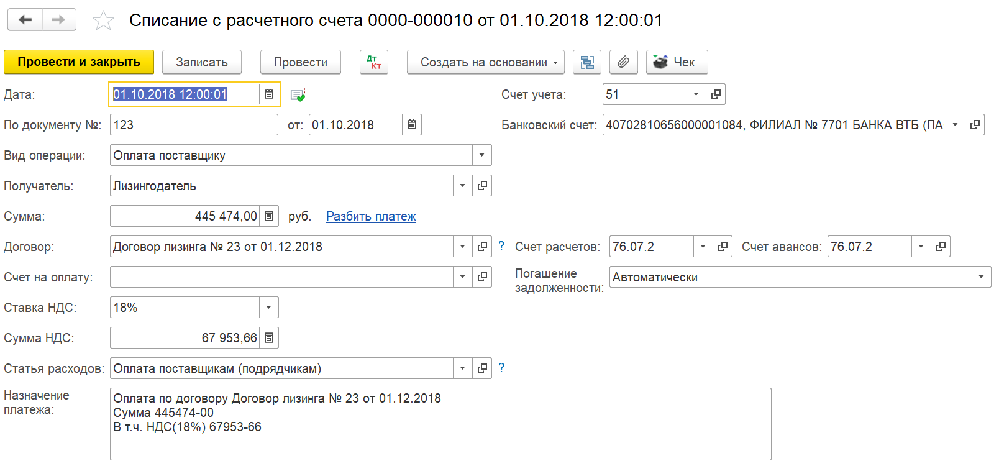 Списание с расчетного счета 0000-000010 от 01.10.2018 12:00:01
Провести и закрыть Записать Провести Дт Кт Создать на основании Чек
Дата: 01.10.2018 12:00:01 Счет учета: 51
По документу №: 123 от: 01.10.2018 Банковский счет: 40702810656000001084, ФИЛИАЛ № 7701 БАНКА ВТБ (ПА
Вид операции: Оплата поставщику
Получатель: Лизингодатель
Сумма: 445 474,00 руб. Разбить платеж
Договор: Договор лизинга № 23 от 01.12.2018 ? Счет расчетов: 76.07.2 Счет авансов: 76.07.2
Счет на оплату: Погашение задолженности: Автоматически
Ставка НДС: 18%
Сумма НДС: 67 953,66
Статья расходов: Оплата поставщикам (подрядчикам) ?
Назначение платежа:
Оплата по договору Договор лизинга № 23 от 01.12.2018
Сумма 445474-00
В т.ч. НДС(18%) 67953-66